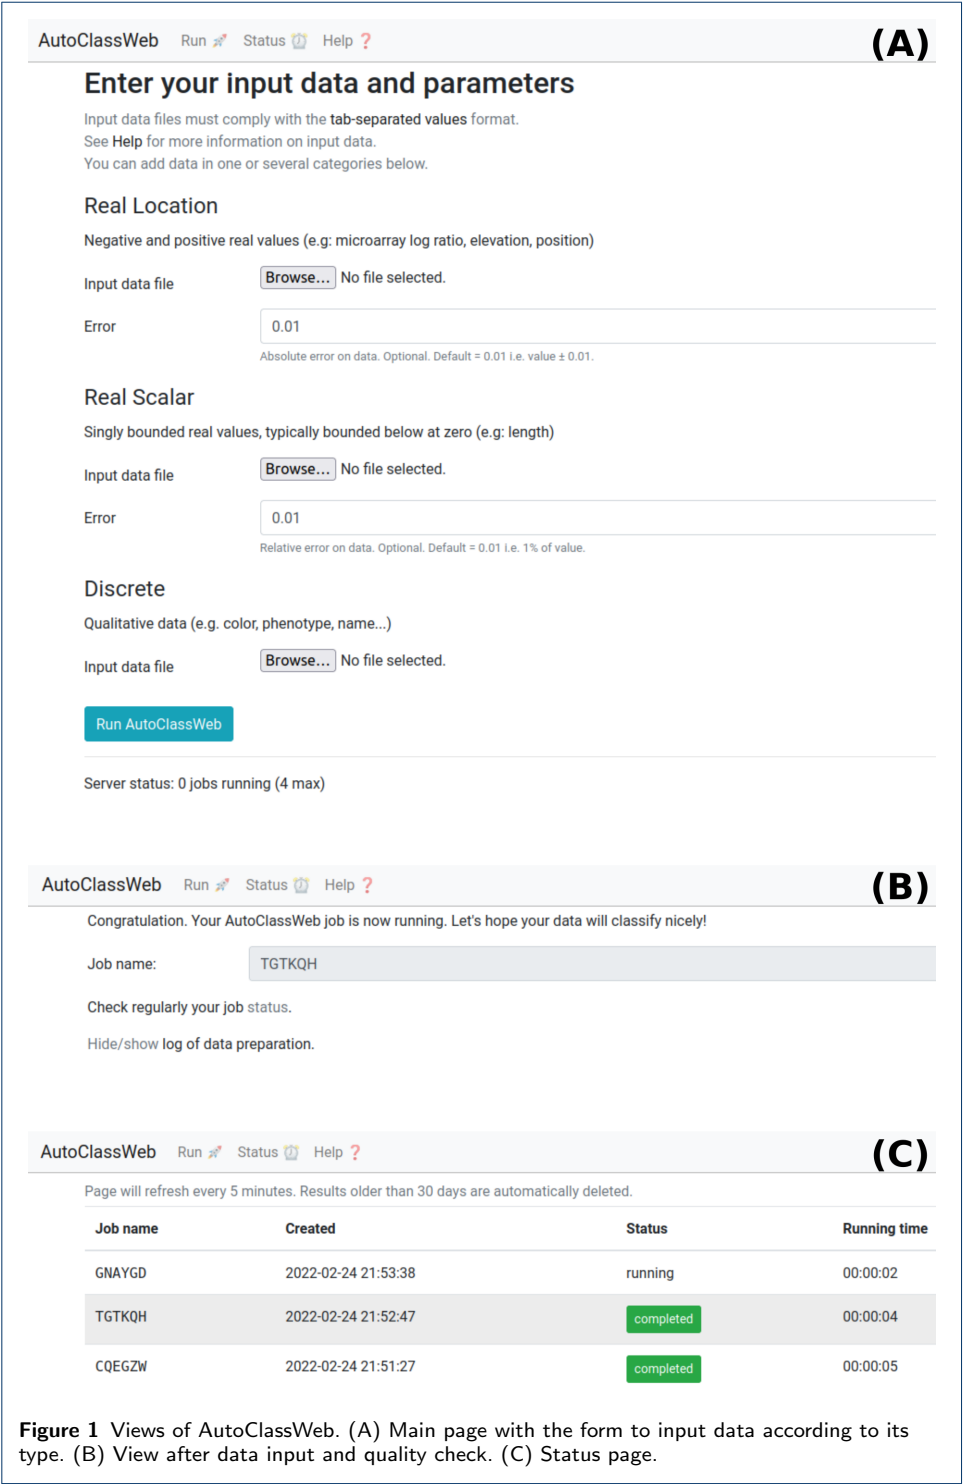 AutoClassWeb Run Status Help ? (A)
Enter your input data and parameters
Input data files must comply with the tab-separated values format.
See Help for more information on input data.
You can add data in one or several categories below.
Real Location
Negative and positive real values (e.g: microarray log ratio, elevation, position)
Input data file Browse... No file selected.
Error 0.01
Absolute error on data. Optional. Default = 0.01 i.e. value ± 0.01.
Real Scalar
Singly bounded real values, typically bounded below at zero (e.g: length)
Input data file Browse... No file selected.
Error 0.01
Relative error on data. Optional. Default = 0.01 i.e. 1% of value.
Discrete
Qualitative data (e.g. color, phenotype, name...)
Input data file Browse... No file selected.
Run AutoClassWeb
Server status: 0 jobs running (4 max)
AutoClassWeb Run Status Help ? (B)
Congratulation. Your AutoClassWeb job is now running. Let's hope your data will classify nicely!
Job name: TGTKQH
Check regularly your job status.
Hide/show log of data preparation.
AutoClassWeb Run Status Help ? (C)
Page will refresh every 5 minutes. Results older than 30 days are automatically deleted.
Job name Created Status Running time
GNAYGD 2022-02-24 21:53:38 running 00:00:02
TGTKQH 2022-02-24 21:52:47 completed 00:00:04
CQEGZW 2022-02-24 21:51:27 completed 00:00:05
Figure 1 Views of AutoClassWeb. (A) Main page with the form to input data according to its
type. (B) View after data input and quality check. (C) Status page.